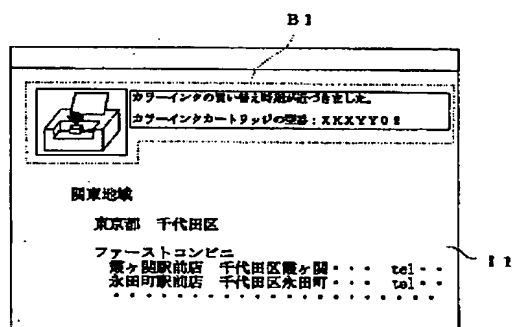 B1
カラーインクの買い替え時期が近づきました。
カラーインクカートリッジの型番：XXXYY02
関東地域
東京都 千代田区
ファーストコンビニ
霞ヶ関駅前店 千代田区霞ヶ関・・・ tel・・
永田町駅前店 千代田区永田町・・・ tel・・
・・・・・・・・・・・・・・・・・・
I1